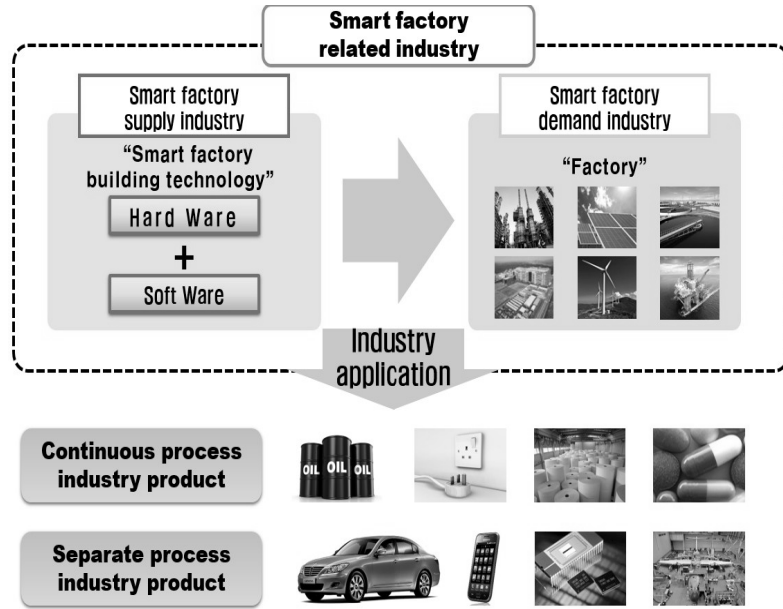 Smart factory
related industry
Smart factory
supply industry
"Smart factory
building technology"
Hard Ware
+
Soft Ware
Smart factory
demand industry
"Factory"
Industry
application
Continuous process
industry product
OIL OIL OIL
Separate process
industry product